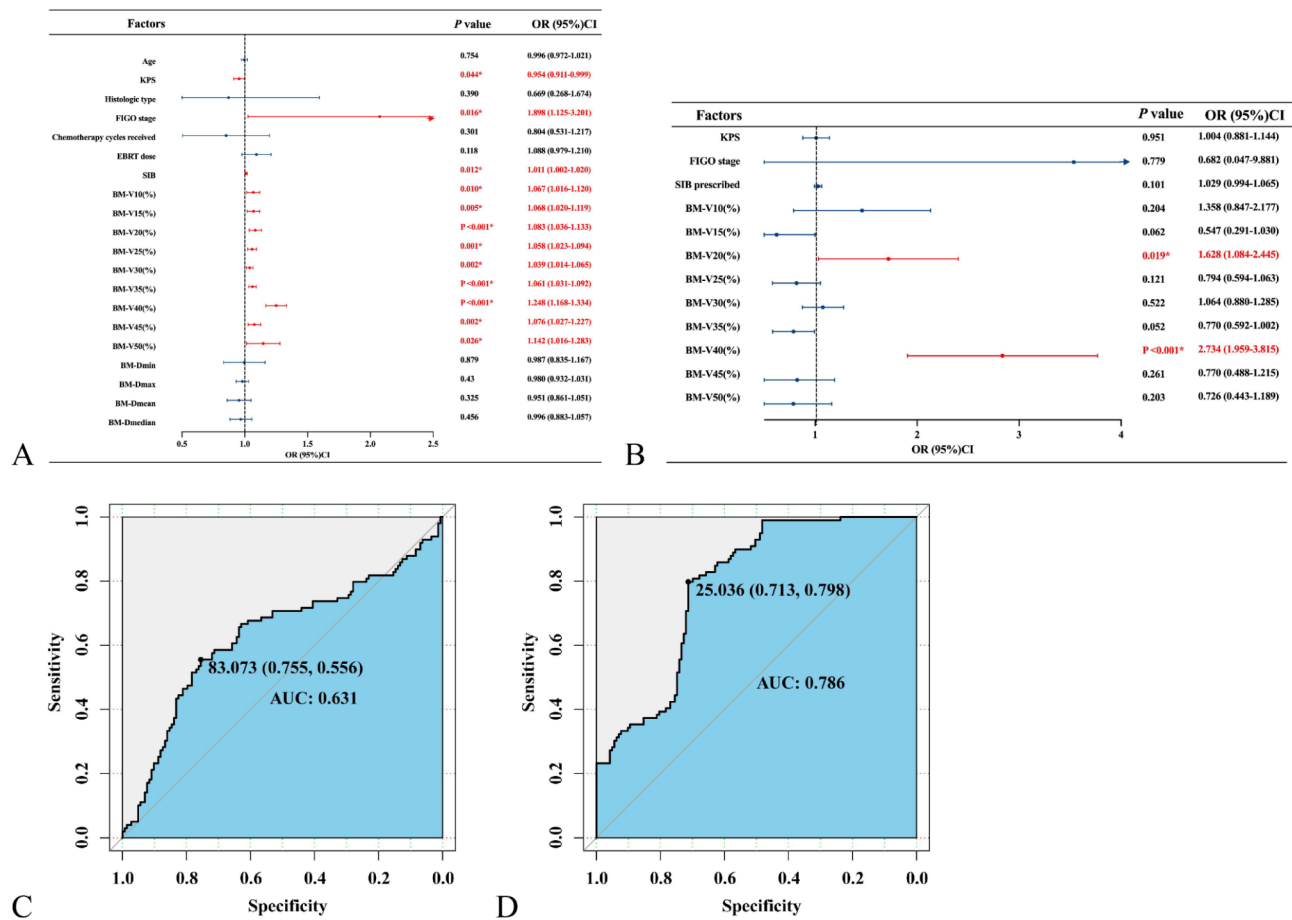 Factors P value OR (95%)CI
Age 0.754 0.996 (0.972-1.021)
KPS 0.044* 0.954 (0.911-0.999)
Histologic type 0.390 0.669 (0.268-1.674)
FIGO stage 0.016* 1.898 (1.125-3.201)
Chemotherapy cycles received 0.301 0.804 (0.531-1.217)
EBRT dose 0.118 1.088 (0.979-1.210)
SIB 0.012* 1.011 (1.002-1.020)
BM-V10(%) 0.010* 1.067 (1.016-1.120)
BM-V15(%) 0.005* 1.068 (1.020-1.119)
BM-V20(%) P <0.001* 1.083 (1.036-1.133)
BM-V25(%) 0.001* 1.058 (1.023-1.094)
BM-V30(%) 0.002* 1.039 (1.014-1.065)
BM-V35(%) P <0.001* 1.061 (1.031-1.092)
BM-V40(%) P <0.001* 1.248 (1.168-1.334)
BM-V45(%) 0.002* 1.076 (1.027-1.227)
BM-V50(%) 0.026* 1.142 (1.016-1.283)
BM-Dmin 0.879 0.987 (0.835-1.167)
BM-Dmax 0.43 0.980 (0.932-1.031)
BM-Dmean 0.325 0.951 (0.861-1.051)
BM-Dmedian 0.456 0.996 (0.883-1.057)
0.5 1.0 2.0 2.5
OR (95%)CI
A
Factors P value OR (95%)CI
KPS 0.951 1.004 (0.881-1.144)
FIGO stage 0.779 0.682 (0.047-9.881)
SIB prescribed 0.101 1.029 (0.994-1.065)
BM-V10(%) 0.204 1.358 (0.847-2.177)
BM-V15(%) 0.062 0.547 (0.291-1.030)
BM-V20(%) 0.019* 1.628 (1.084-2.445)
BM-V25(%) 0.121 0.794 (0.594-1.063)
BM-V30(%) 0.522 1.064 (0.880-1.285)
BM-V35(%) 0.052 0.770 (0.592-1.002)
BM-V40(%) P <0.001* 2.734 (1.959-3.815)
BM-V45(%) 0.261 0.770 (0.488-1.215)
BM-V50(%) 0.203 0.726 (0.443-1.189)
1 2 3 4
OR (95%)CI
B
Sensitivity
1.0
0.8
0.6
0.4
0.2
0.0
83.073 (0.755, 0.556)
AUC: 0.631
1.0 0.8 0.6 0.4 0.2 0.0
Specificity
C
Sensitivity
1.0
0.8
0.6
0.4
0.2
0.0
25.036 (0.713, 0.798)
AUC: 0.786
1.0 0.8 0.6 0.4 0.2 0.0
Specificity
D